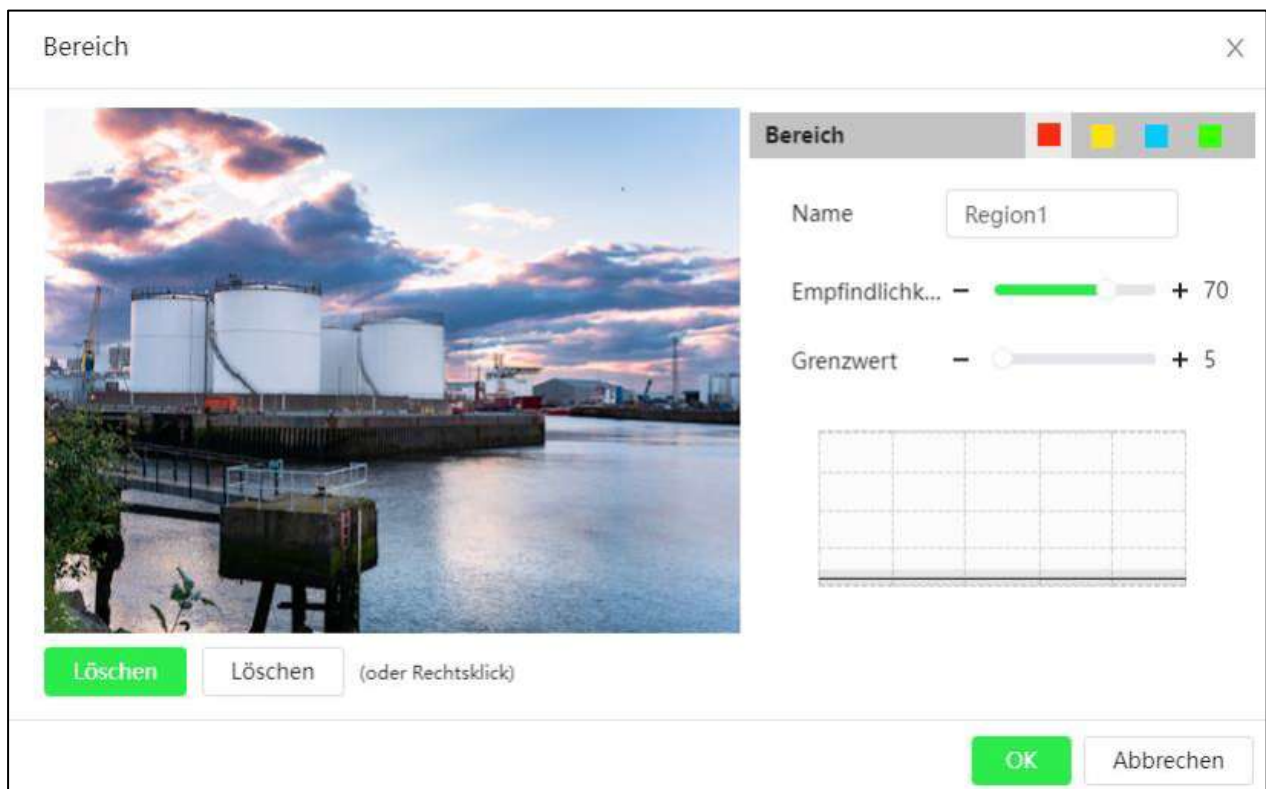 Bereich X
Bereich
Name Region1
Empfindlichk... - + 70
Grenzwert - + 5
Löschen Löschen (oder Rechtsklick)
OK Abbrechen